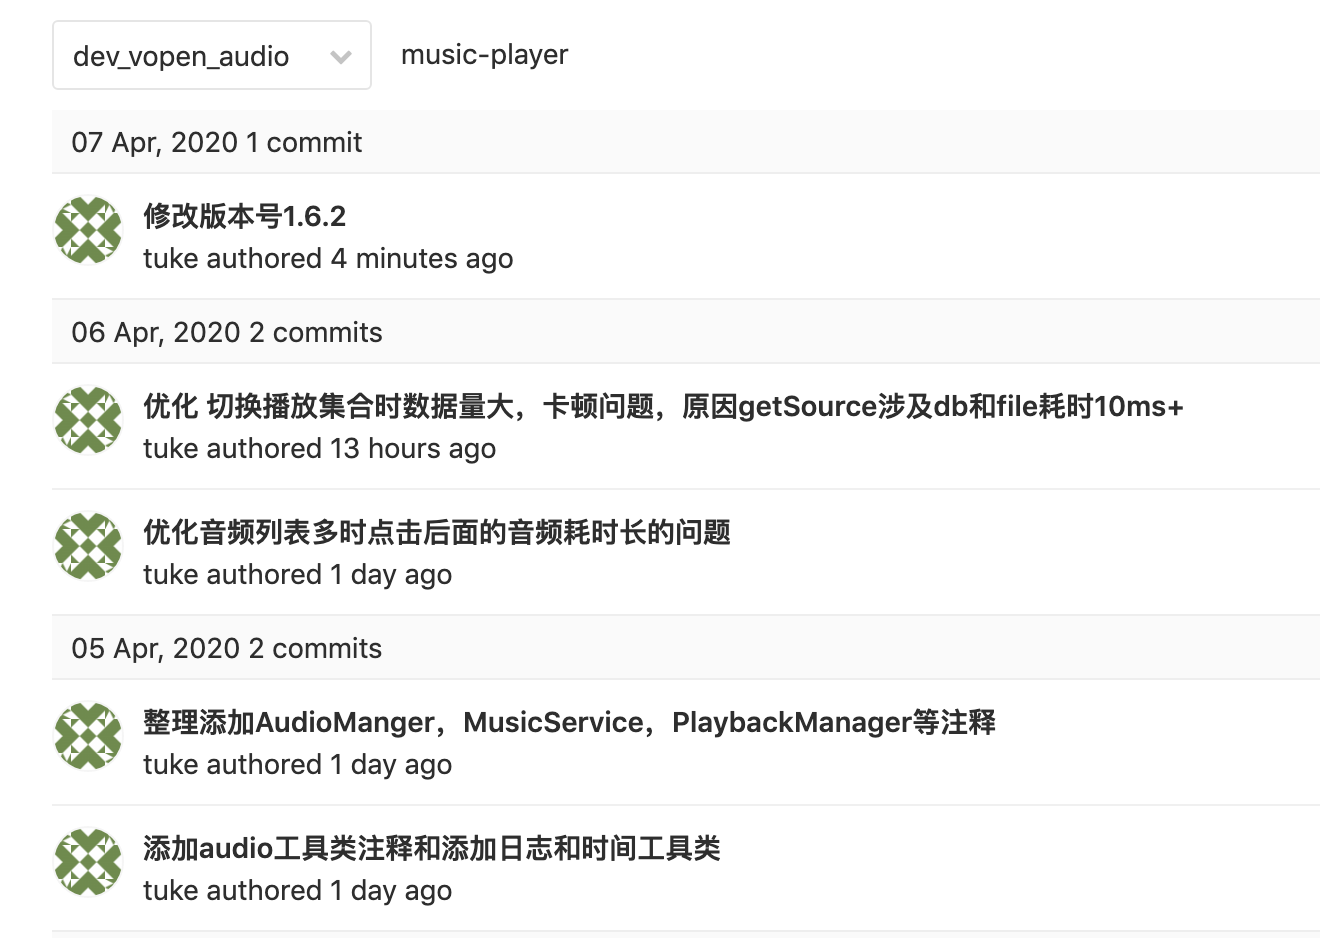 dev_vopen_audio
music-player
07 Apr, 2020 1 commit
修改版本号1.6.2
tuke authored 4 minutes ago
06 Apr, 2020 2 commits
优化 切换播放集合时数据量大，卡顿问题，原因getSource涉及db和file耗时10ms+
tuke authored 13 hours ago
优化音频列表多时点击后面的音频耗时长的问题
tuke authored 1 day ago
05 Apr, 2020 2 commits
整理添加AudioManger，MusicService，PlaybackManager等注释
tuke authored 1 day ago
添加audio工具类注释和添加日志和时间工具类
tuke authored 1 day ago